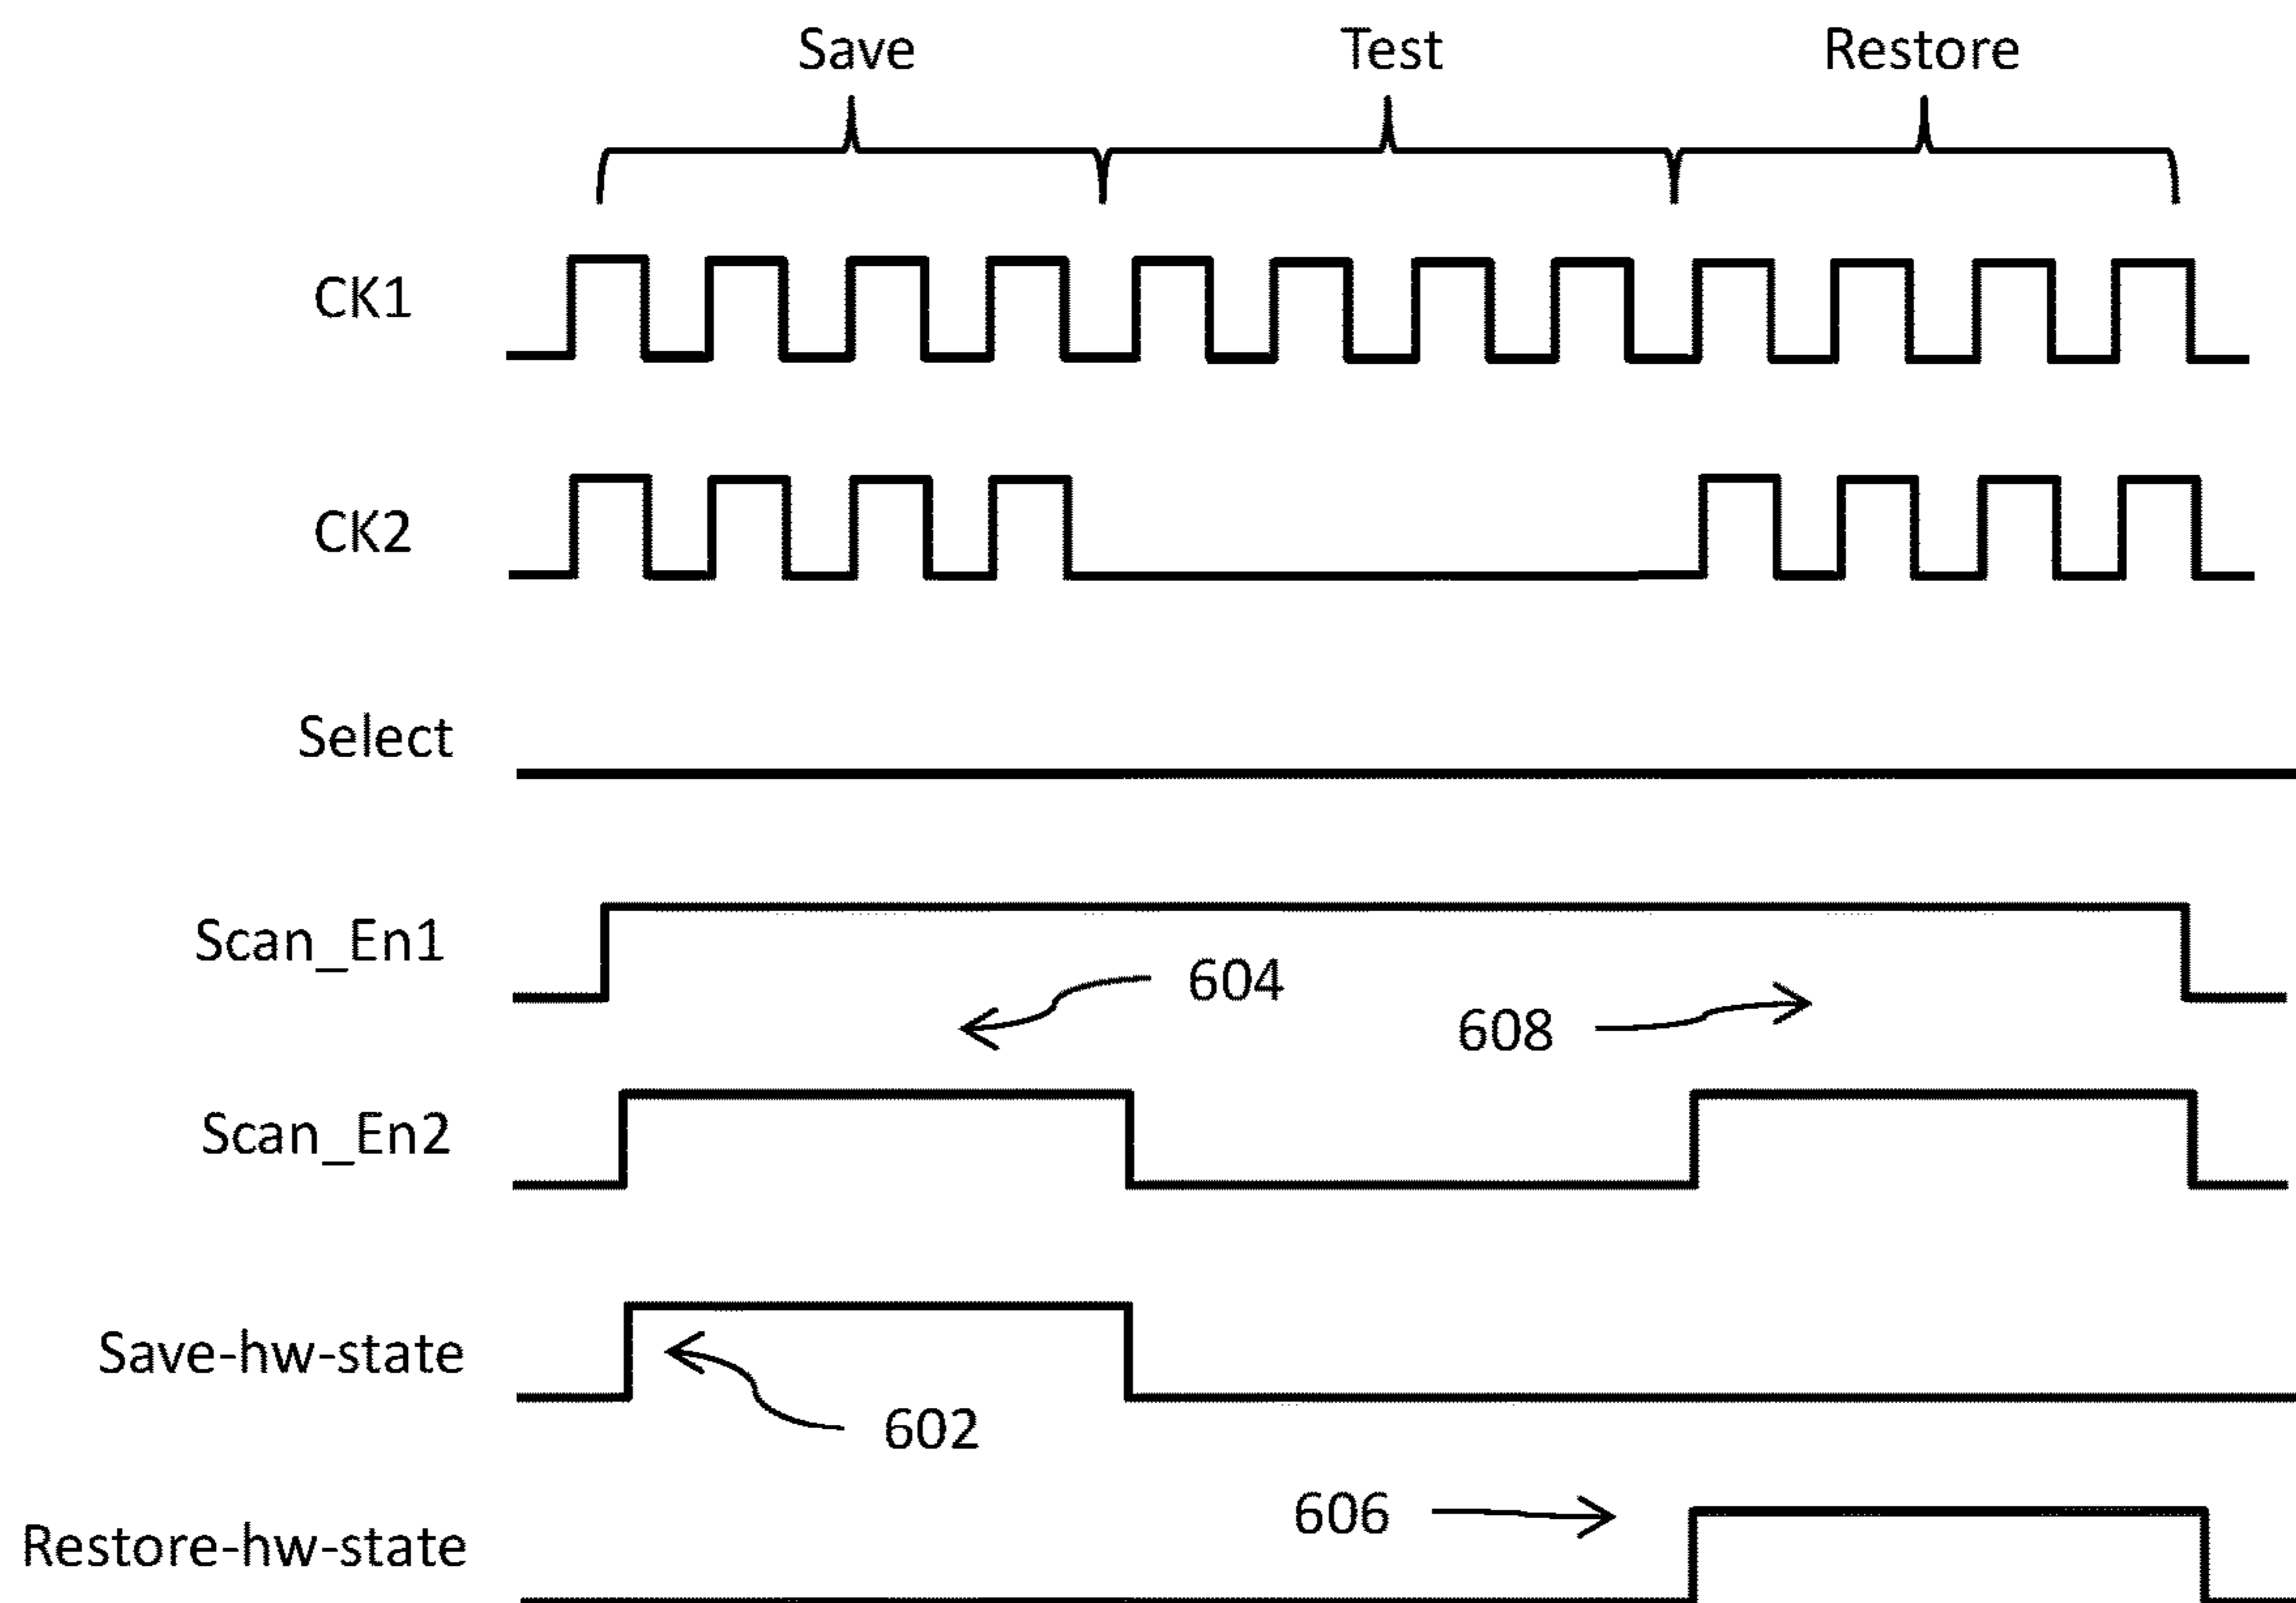 Save Test Restore
CK1
CK2
Select
Scan_En1
604
608
Scan_En2
Save-hw-state
602
606
Restore-hw-state